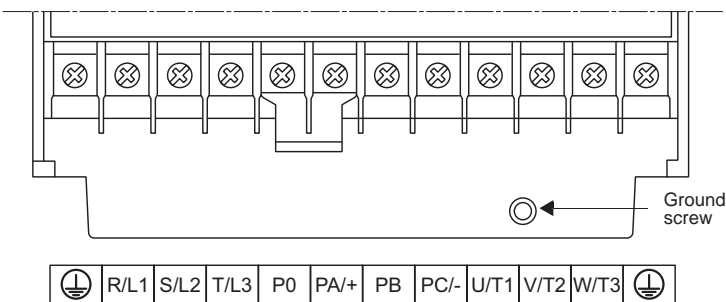 Ground
screw
R/L1 S/L2 T/L3 P0 PA/+ PB PC/- U/T1 V/T2 W/T3